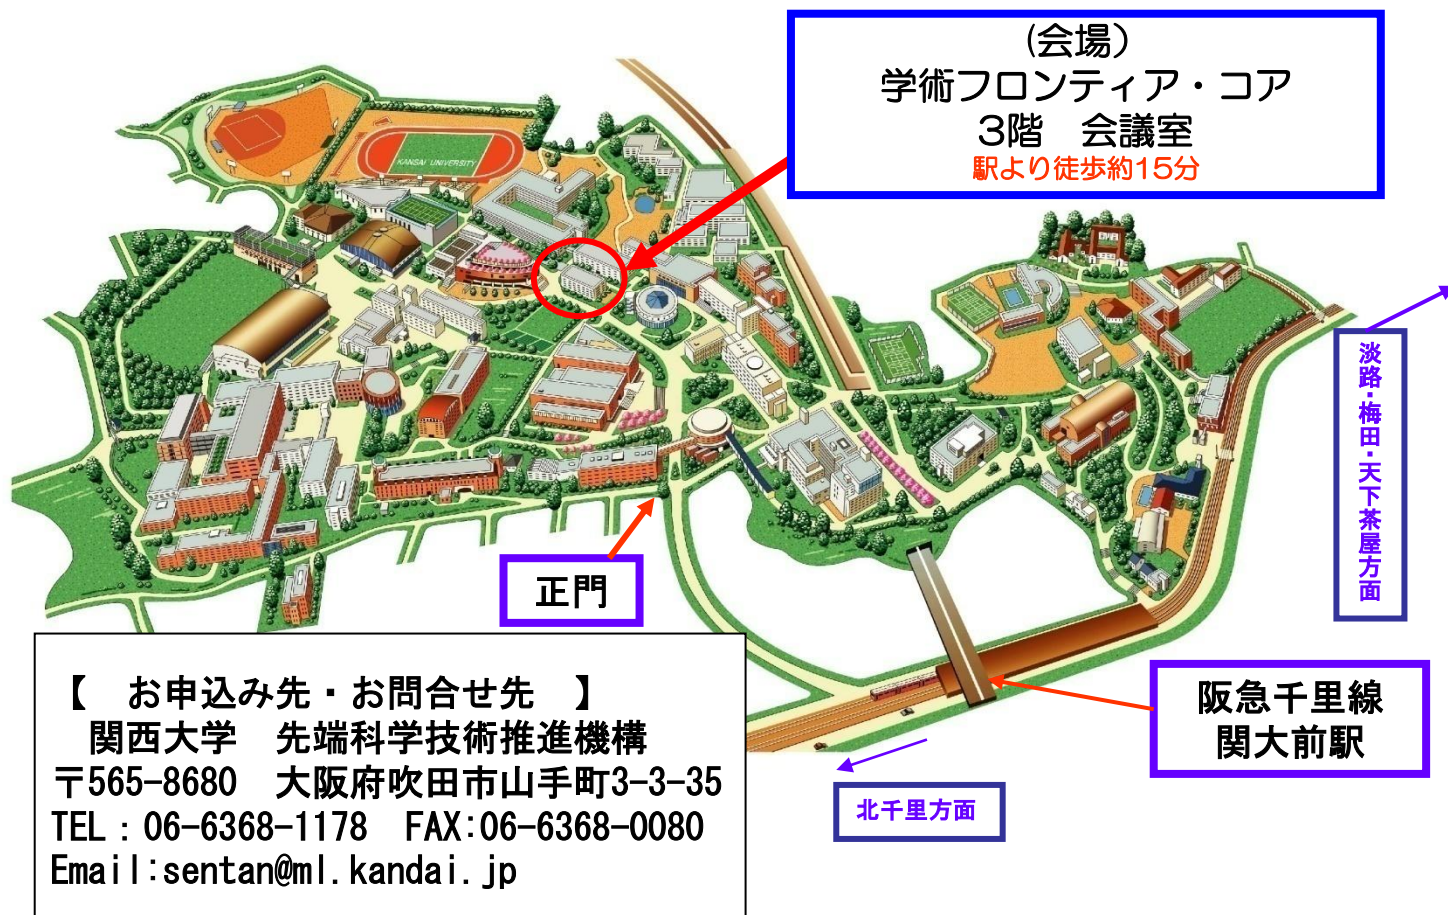 (会場）
学術フロンティア・コア
3階　会議室
駅より徒歩約15分
KANSAI UNIVERSITY
淡路・梅田・天下茶屋方面
正門
阪急千里線
関大前駅
北千里方面
【　お申込み先・お問合せ先　】
関西大学　先端科学技術推進機構
〒565-8680　大阪府吹田市山手町3-3-35
TEL：06-6368-1178　FAX:06-6368-0080
Email:sentan@ml.kandai.jp